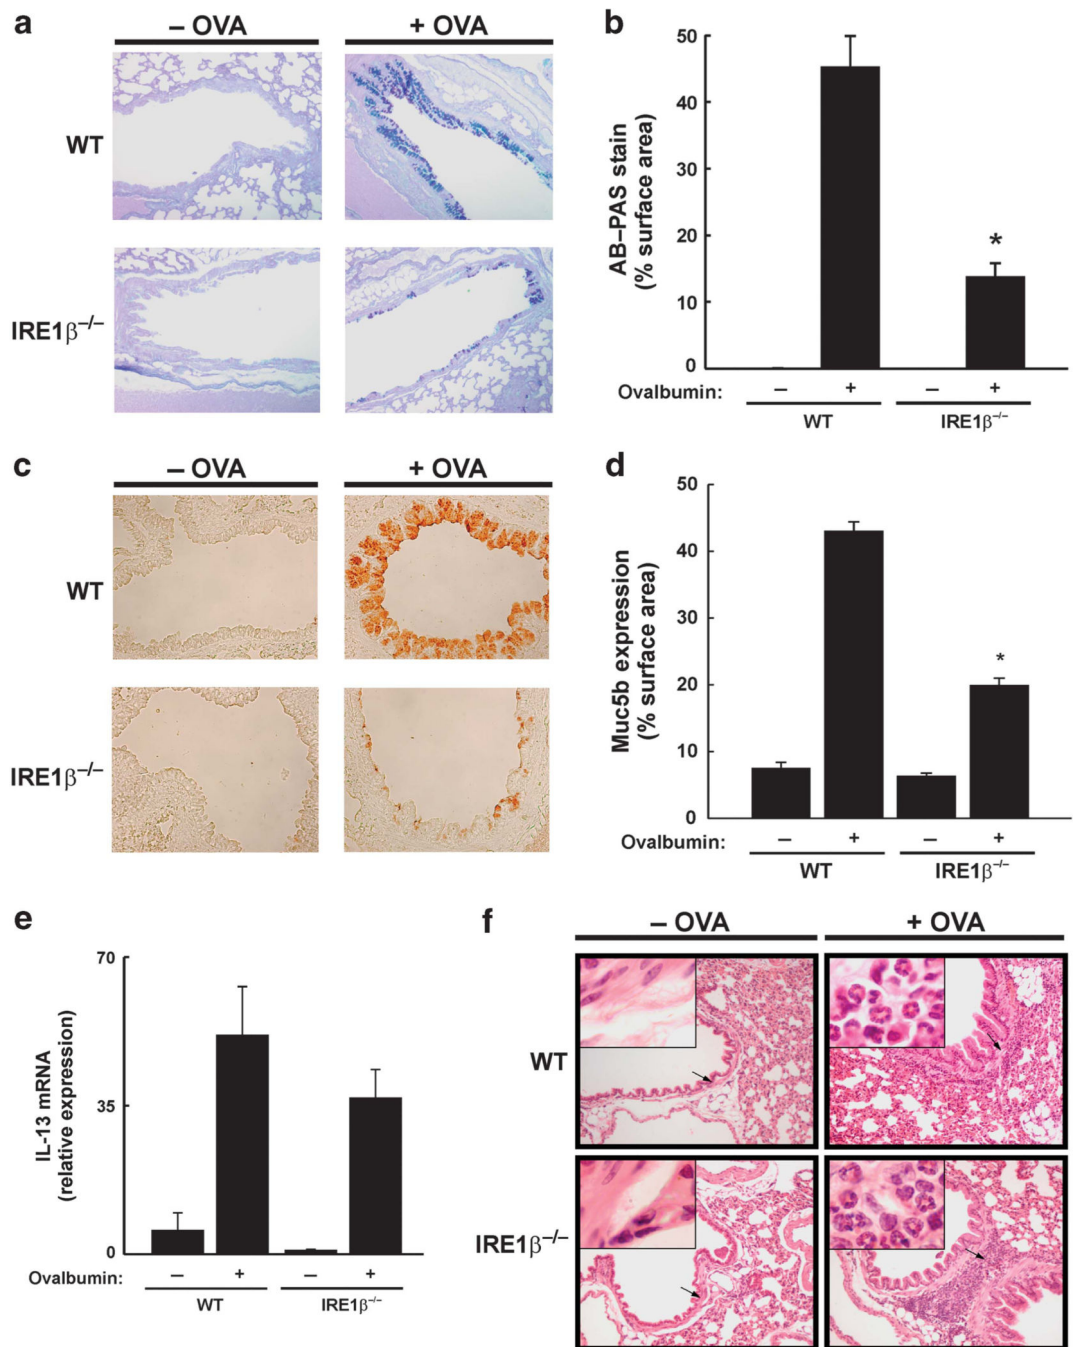 a
– OVA
+ OVA
WT
IRE1β–/–
b
AB–PAS stain
(% surface area)
50
40
30
20
10
0
Ovalbumin: – + – +
WT IRE1β–/–
*
c
– OVA
+ OVA
WT
IRE1β–/–
d
Muc5b expression
(% surface area)
50
40
30
20
10
0
Ovalbumin: – + – +
WT IRE1β–/–
*
e
IL-13 mRNA
(relative expression)
70
35
0
Ovalbumin: – + – +
WT IRE1β–/–
f
– OVA
+ OVA
WT
IRE1β–/–